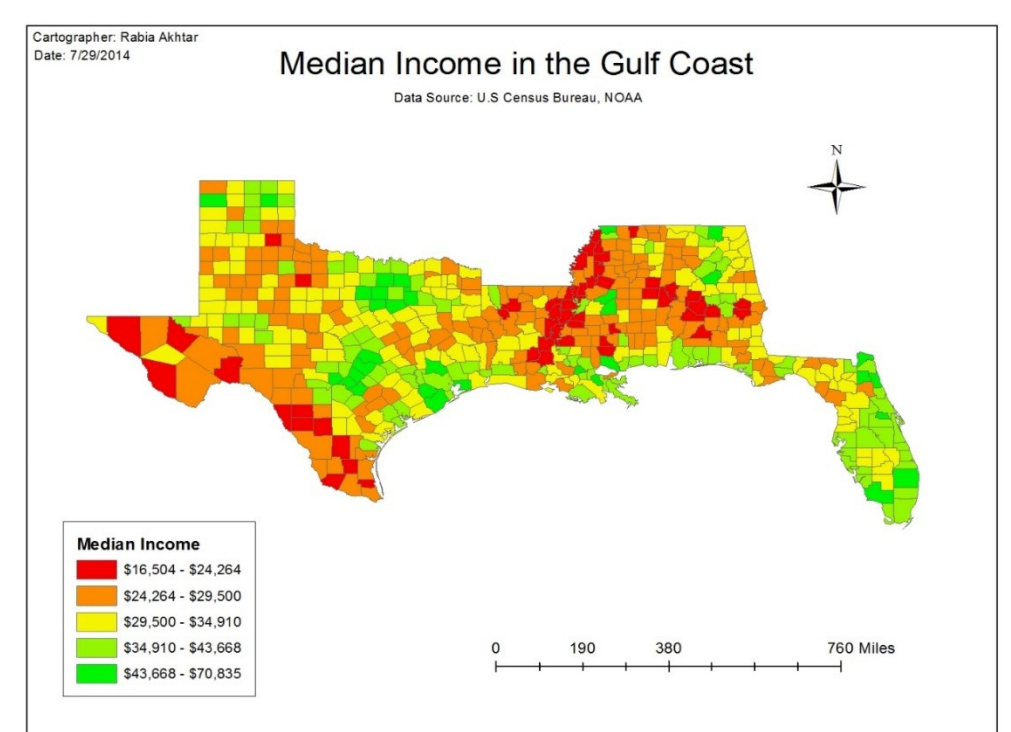 Cartographer: Rabia Akhtar
Date: 7/29/2014
Median Income in the Gulf Coast
Data Source: U.S Census Bureau, NOAA
N
Median Income
$16,504 - $24,264
$24,264 - $29,500
$29,500 - $34,910
$34,910 - $43,668
$43,668 - $70,835
0 190 380 760 Miles